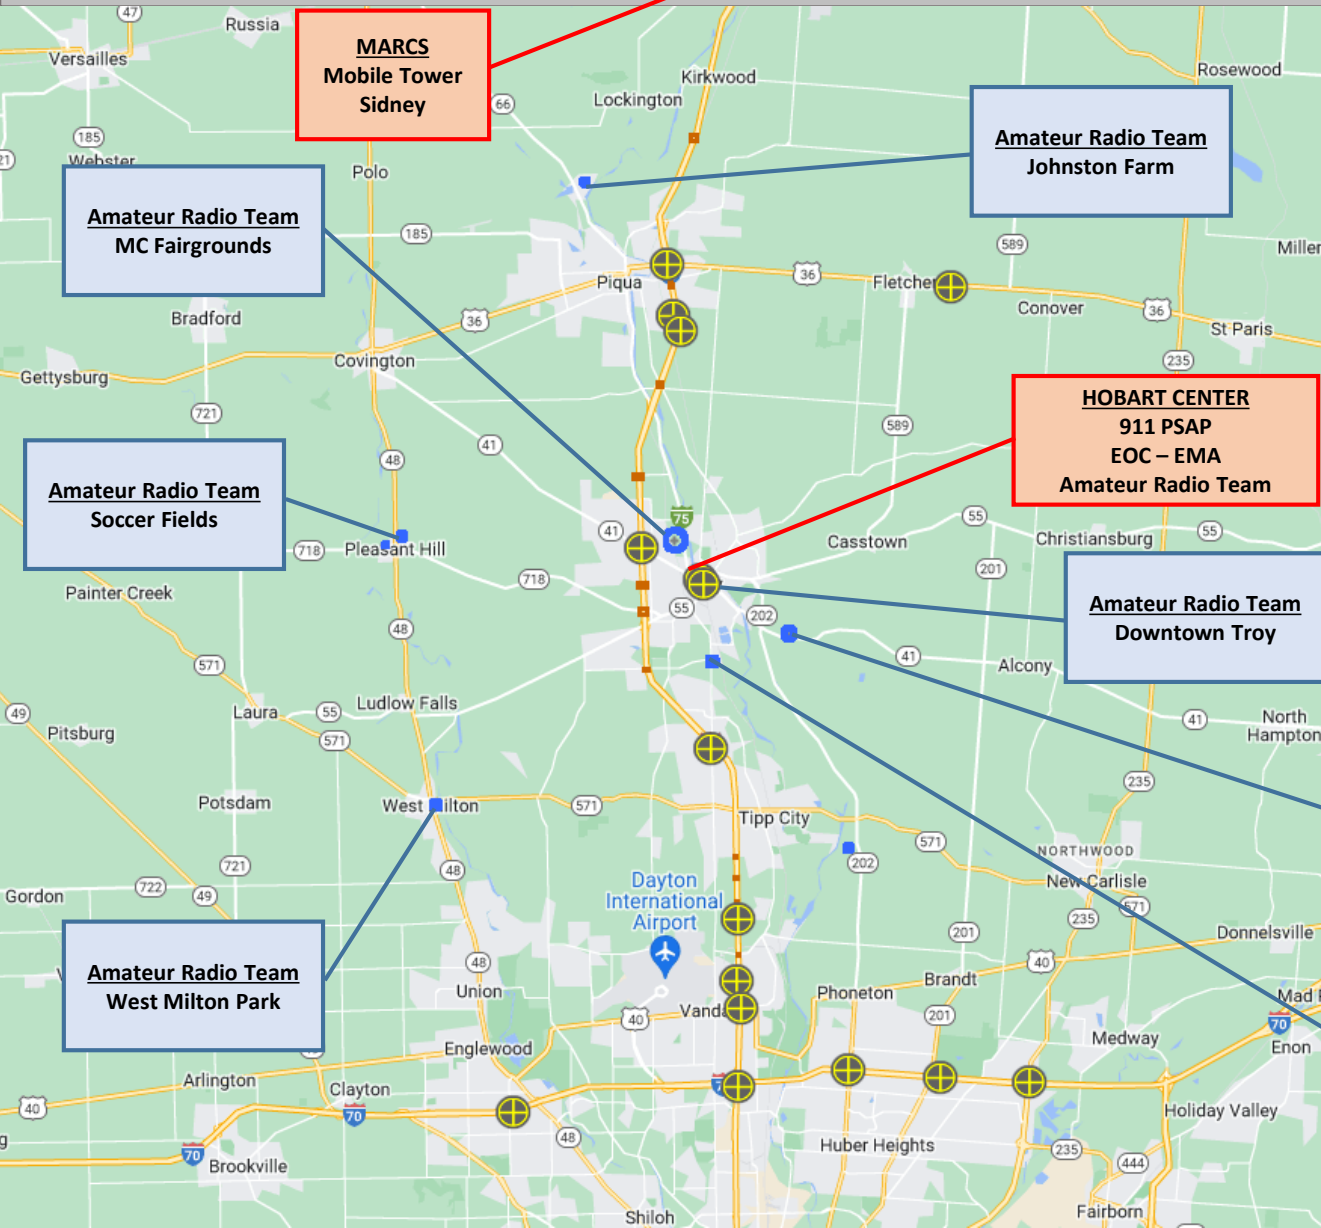 47
Russia
Versailles
MARCS
Mobile Tower
Sidney
66
Kirkwood
Lockington
Rosewood
185
Webster
21
Polo
Amateur Radio Team
Johnston Farm
Amateur Radio Team
MC Fairgrounds
185
589
Piqua
36
Fletcher
Conover
36
St Paris
Bradford
36
Covington
Gettysburg
235
721
HOBART CENTER
911 PSAP
EOC – EMA
Amateur Radio Team
589
41
48
Amateur Radio Team
Soccer Fields
75
41
Casstown
55
Christiansburg
55
718
Pleasant Hill
201
718
Painter Creek
55
202
Amateur Radio Team
Downtown Troy
48
41
Alcony
571
Ludlow Falls
49
Laura
55
Pitsburg
571
41
North
Hampton
235
Potsdam
West Milton
571
Tipp City
571
NORTHWOOD
202
721
48
722
49
Gordon
Dayton
International
Airport
New Carlisle
571
235
201
Donnelsville
Amateur Radio Team
West Milton Park
48
Union
40
Brandt
Phoneton
40
Vanda
201
70
Enon
Medway
Englewood
Arlington
Clayton
40
70
Holiday Valley
70
Brookville
48
Huber Heights
235
444
Shiloh
Fairborn